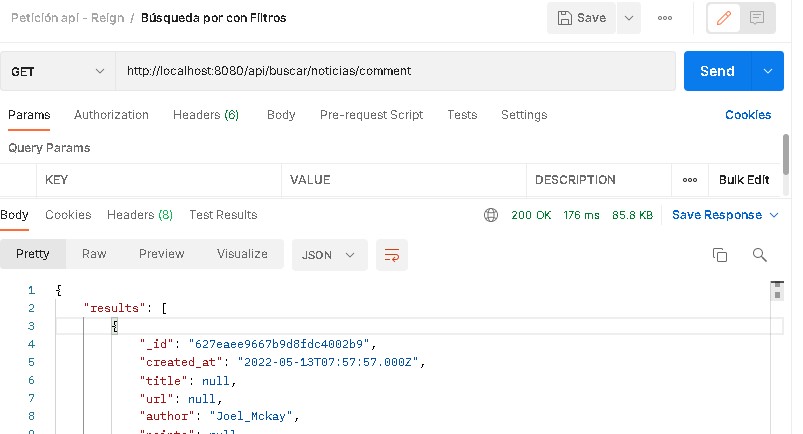 Petición api - Reign / Búsqueda por con Filtros
Save
GET
http://localhost:8080/api/buscar/noticias/comment
Send
Params Authorization Headers (6) Body Pre-request Script Tests Settings Cookies
Query Params
KEY VALUE DESCRIPTION Bulk Edit
Body Cookies Headers (8) Test Results 200 OK 176 ms 85.8 KB Save Response
Pretty Raw Preview Visualize JSON
1 {
2 "results": [
3 {
4 "_id": "627eaee9667b9d8fdc4002b9",
5 "created_at": "2022-05-13T07:57:57.000Z",
6 "title": null,
7 "url": null,
8 "author": "Joel_Mckay",